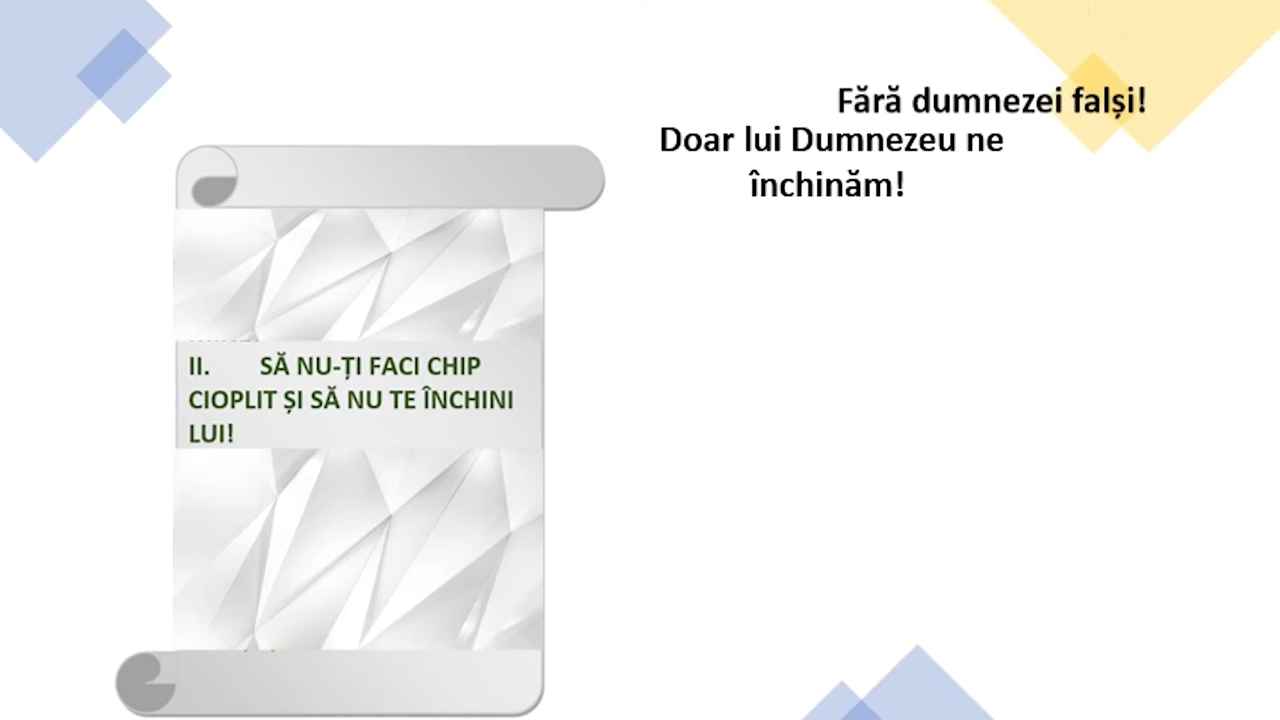 Fără dumnezei falși!
Doar lui Dumnezeu ne
închinăm!
II. SĂ NU-ȚI FACI CHIP
CIOPLIT ȘI SĂ NU TE ÎNCHINI
LUI!